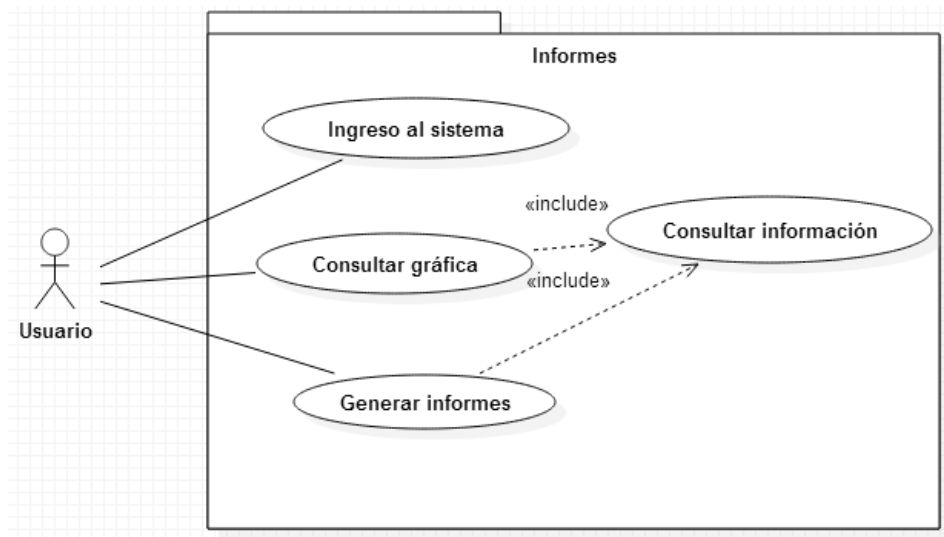 Informes
Ingreso al sistema
«include»
Consultar información
Consultar gráfica
«include»
Usuario
Generar informes